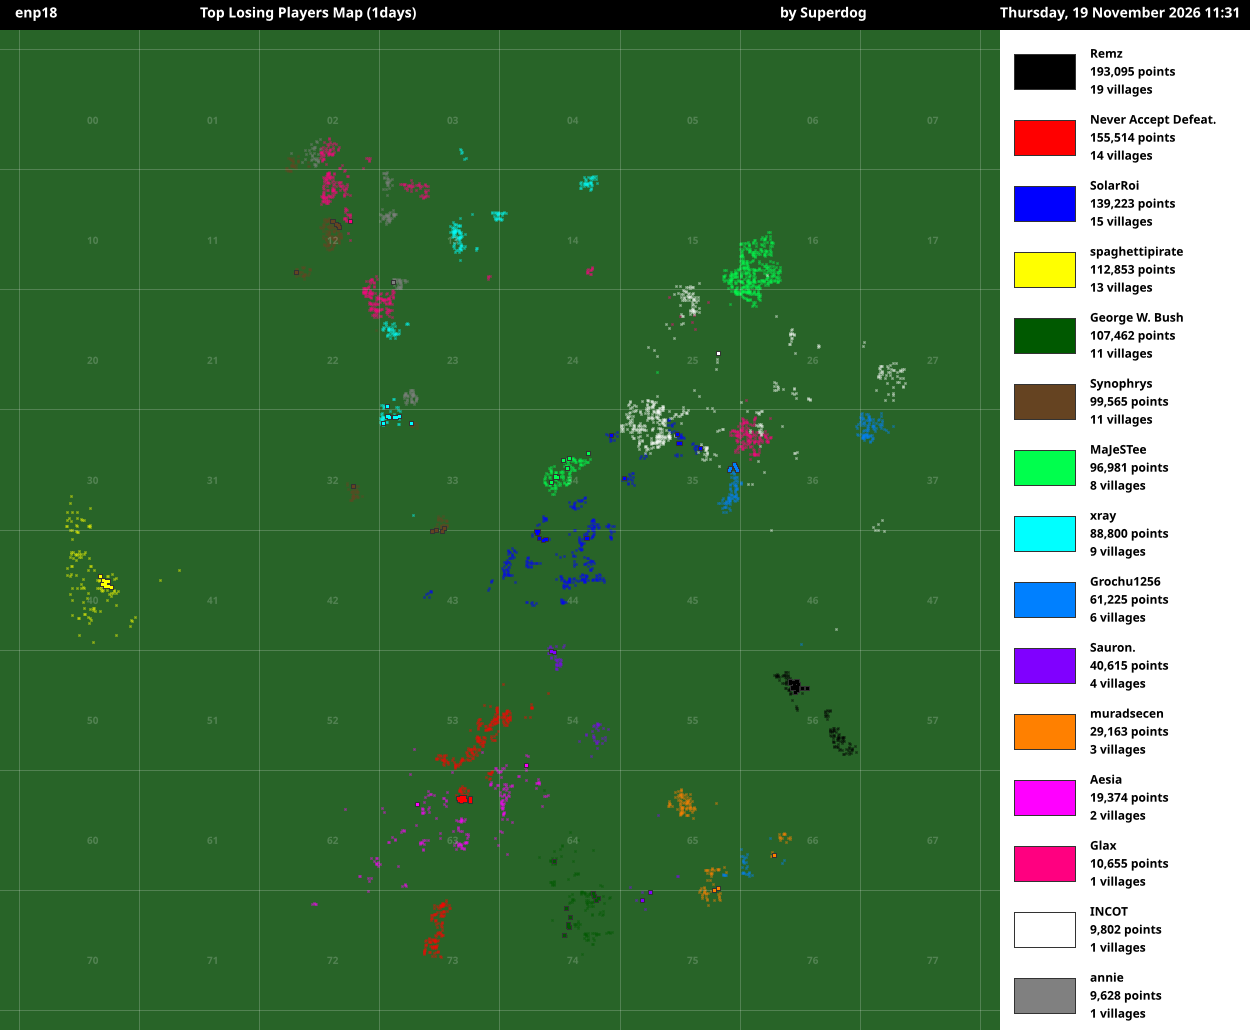 enp18 Top Losing Players Map (1days) by Superdog Thursday, 19 November 2026 11:31
00 01 02 03 04 05 06 07
10 11 12 13 14 15 17
20 21 22 23 24 25 26 27
30 31 32 33 34 35 36 37
40 41 42 43 44 45 46 47
50 51 52 53 54 55 56 57
60 61 62 63 64 65 66 67
70 71 72 73 74 75 76 77
Remz
193,095 points
19 villages
Never Accept Defeat.
155,514 points
14 villages
SolarRoi
139,223 points
15 villages
spaghettipirate
112,853 points
13 villages
George W. Bush
107,462 points
11 villages
Synophrys
99,565 points
11 villages
MaJeSTee
96,981 points
8 villages
xray
88,800 points
9 villages
Grochu1256
61,225 points
6 villages
Sauron.
40,615 points
4 villages
muradsecen
29,163 points
3 villages
Aesia
19,374 points
2 villages
Glax
10,655 points
1 villages
INCOT
9,802 points
1 villages
annie
9,628 points
1 villages